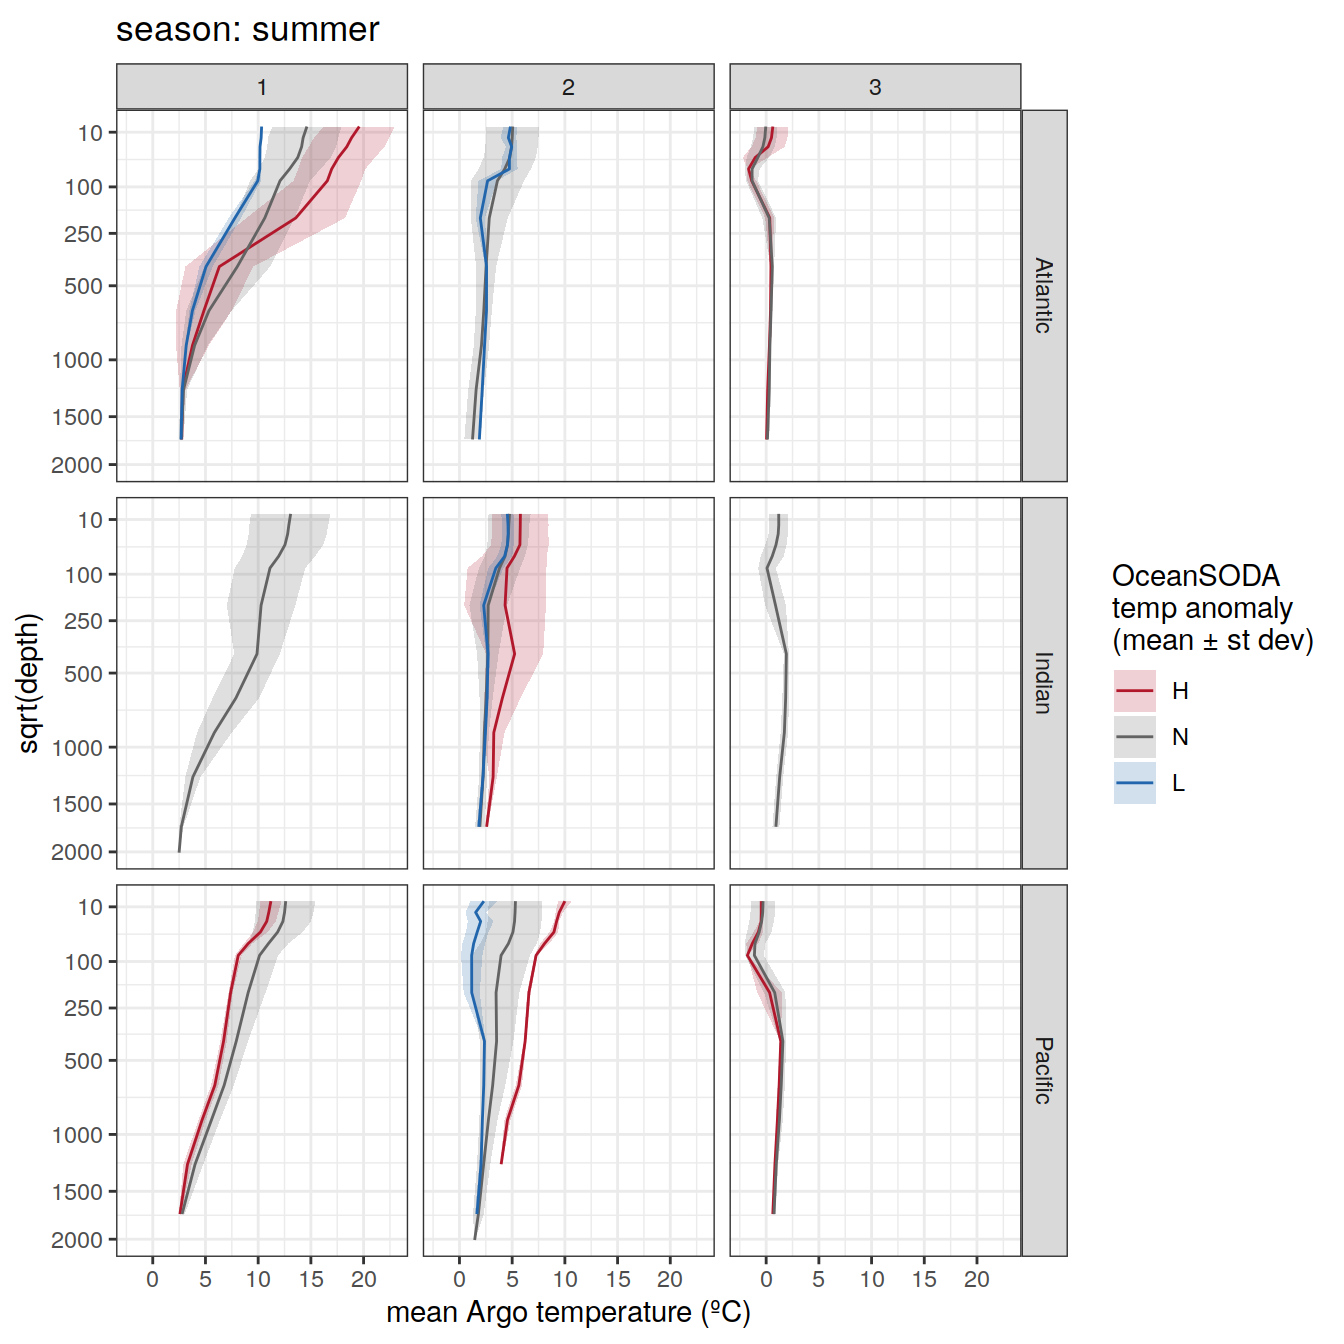 season: summer
1 2 3
10
100
250
500
1000
1500
2000
Atlantic
10
100
250
500
1000
1500
2000
Indian
10
100
250
500
1000
1500
2000
Pacific
sqrt(depth)
0 5 10 15 20 0 5 10 15 20 0 5 10 15 20
mean Argo temperature (ºC)
OceanSODA
temp anomaly
(mean ± st dev)
H
N
L